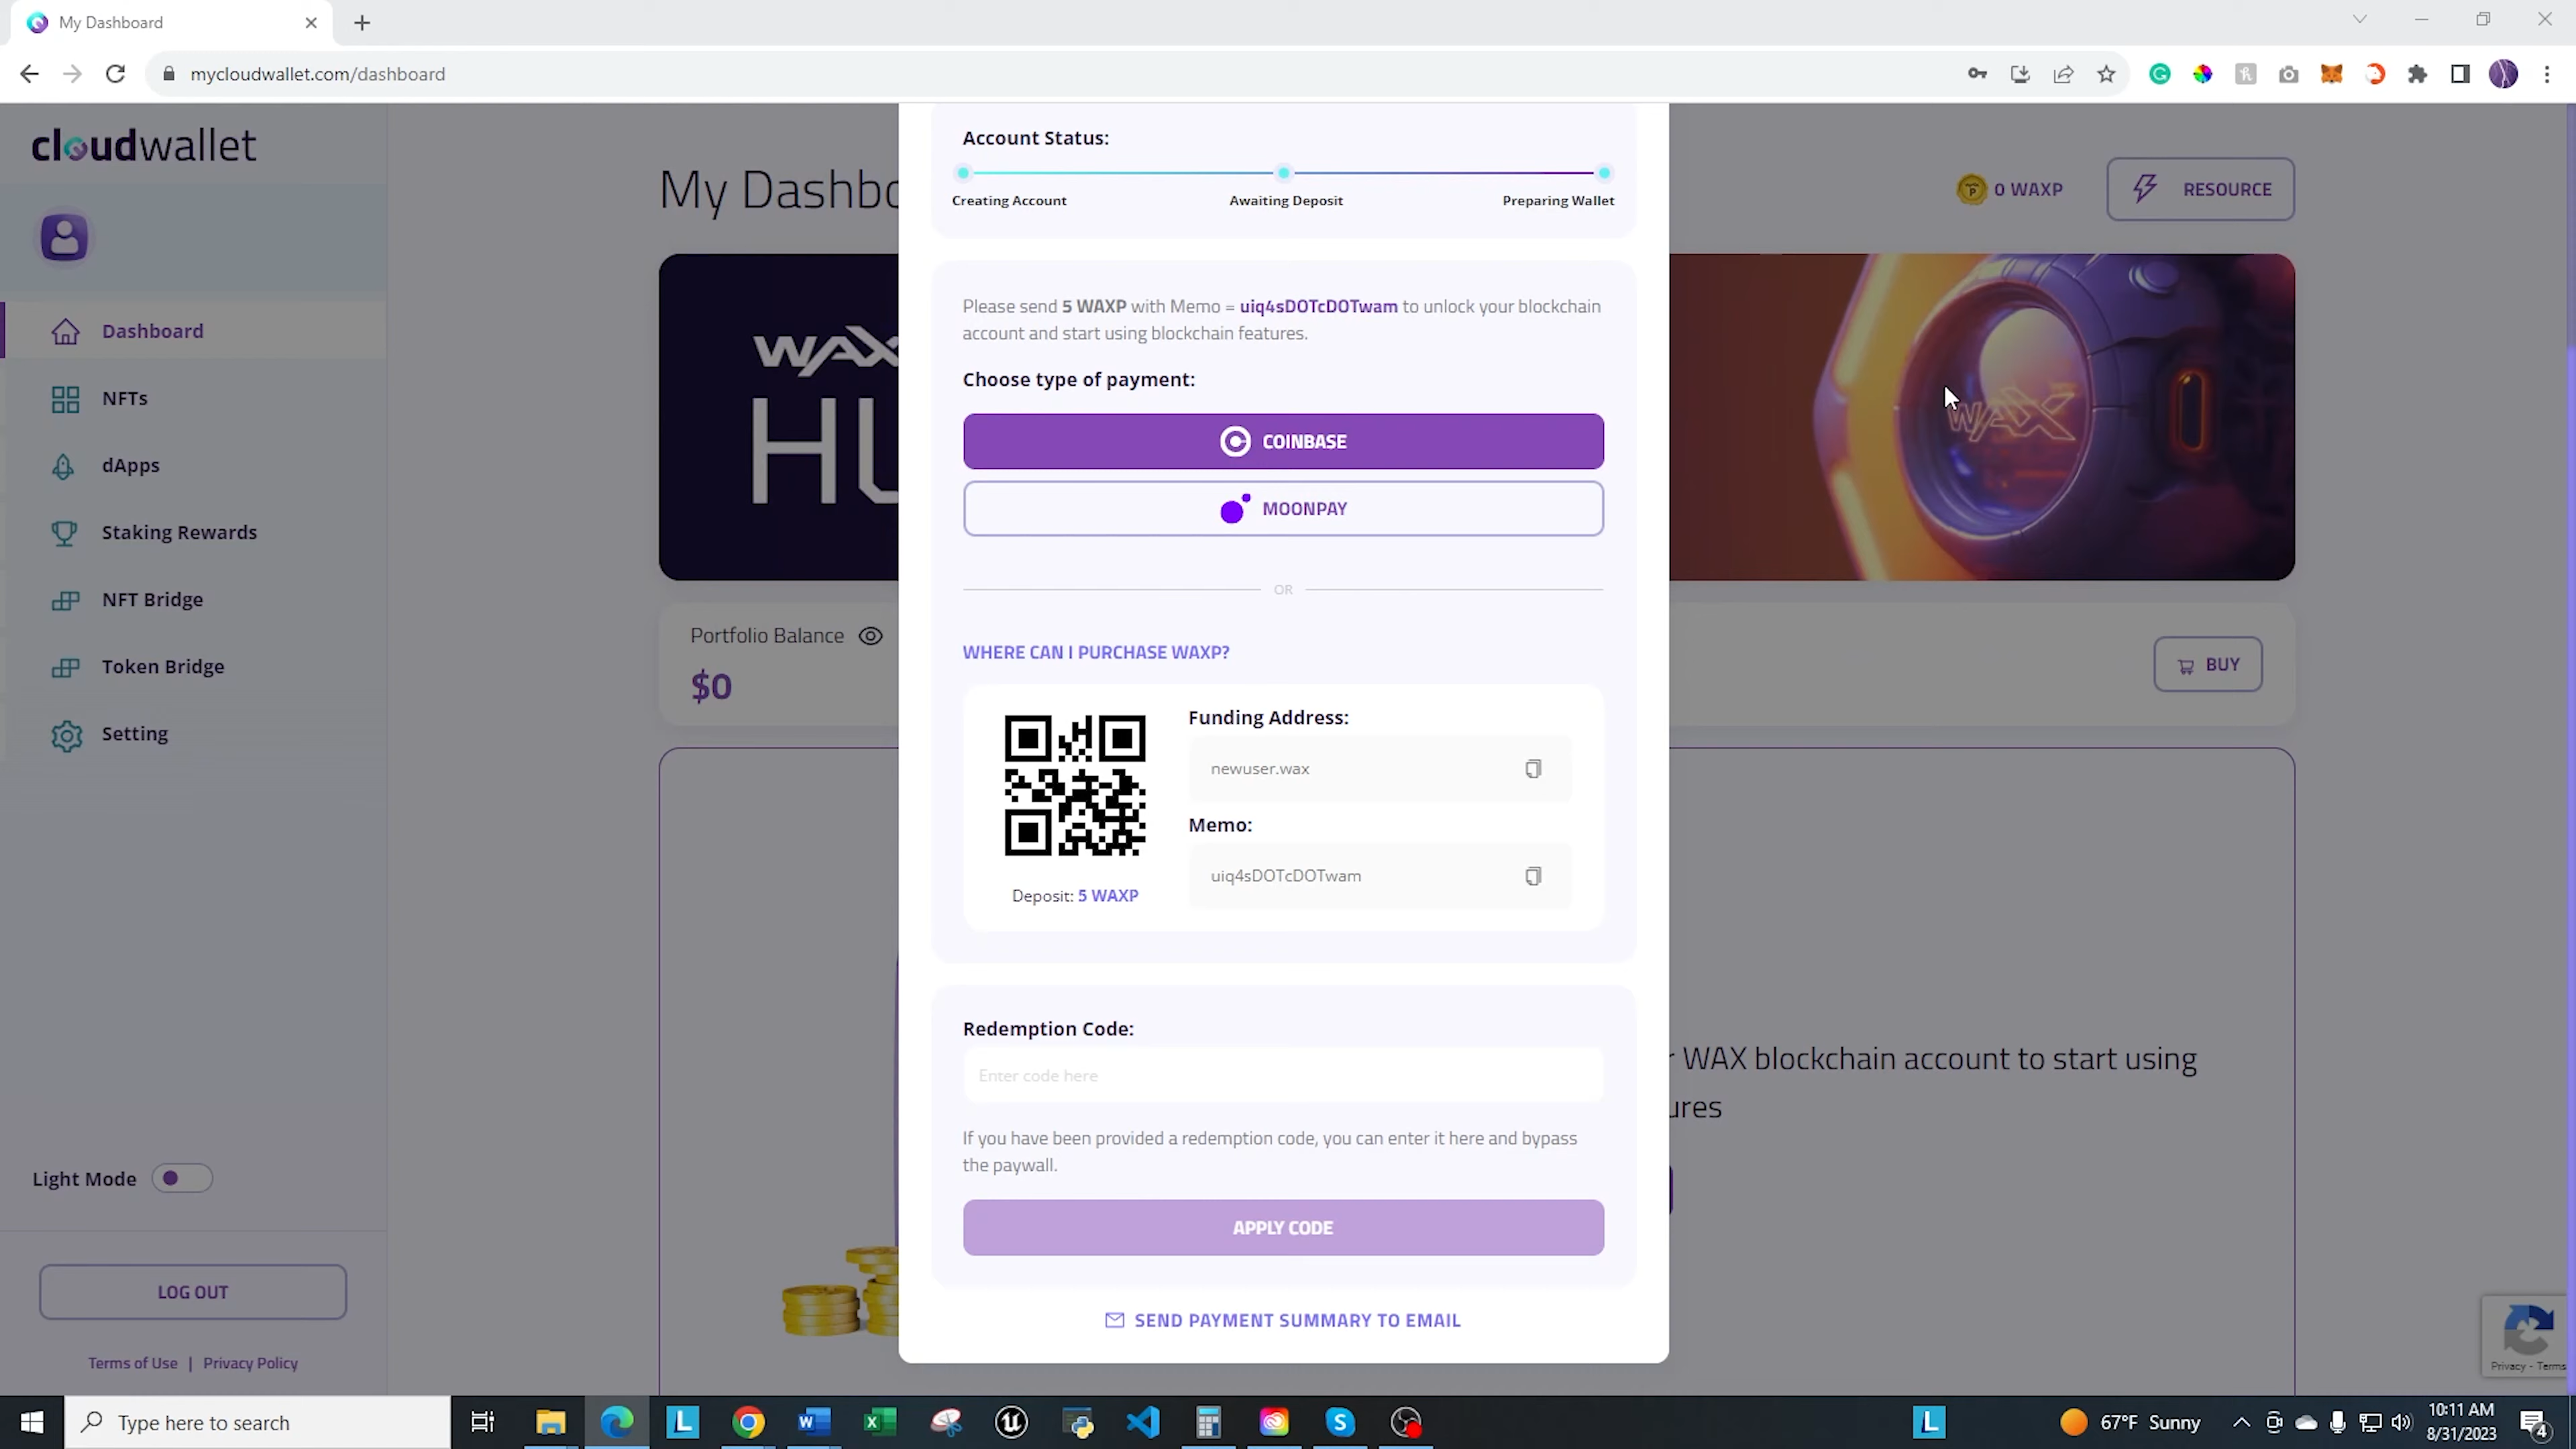 My Dashboard
mycloudwallet.com/dashboard
cloudwallet
Dashboard
NFTs
dApps
Staking Rewards
NFT Bridge
Token Bridge
Setting
Light Mode
LOG OUT
Terms of Use | Privacy Policy
My Dashbo
0 WAXP
RESOURCE
WAX
HU
WAX
Portfolio Balance
$0
BUY
WAX blockchain account to start using
ures
Account Status:
Creating Account
Awaiting Deposit
Preparing Wallet
Please send 5 WAXP with Memo = uiq4sDOTcDOTwam to unlock your blockchain
account and start using blockchain features.
Choose type of payment:
COINBASE
MOONPAY
OR
WHERE CAN I PURCHASE WAXP?
Funding Address:
newuser.wax
Memo:
uiq4sDOTcDOTwam
Deposit: 5 WAXP
Redemption Code:
Enter code here
If you have been provided a redemption code, you can enter it here and bypass
the paywall.
APPLY CODE
SEND PAYMENT SUMMARY TO EMAIL
Privacy - Terms
Type here to search
67°F Sunny
10:11 AM
8/31/2023
4